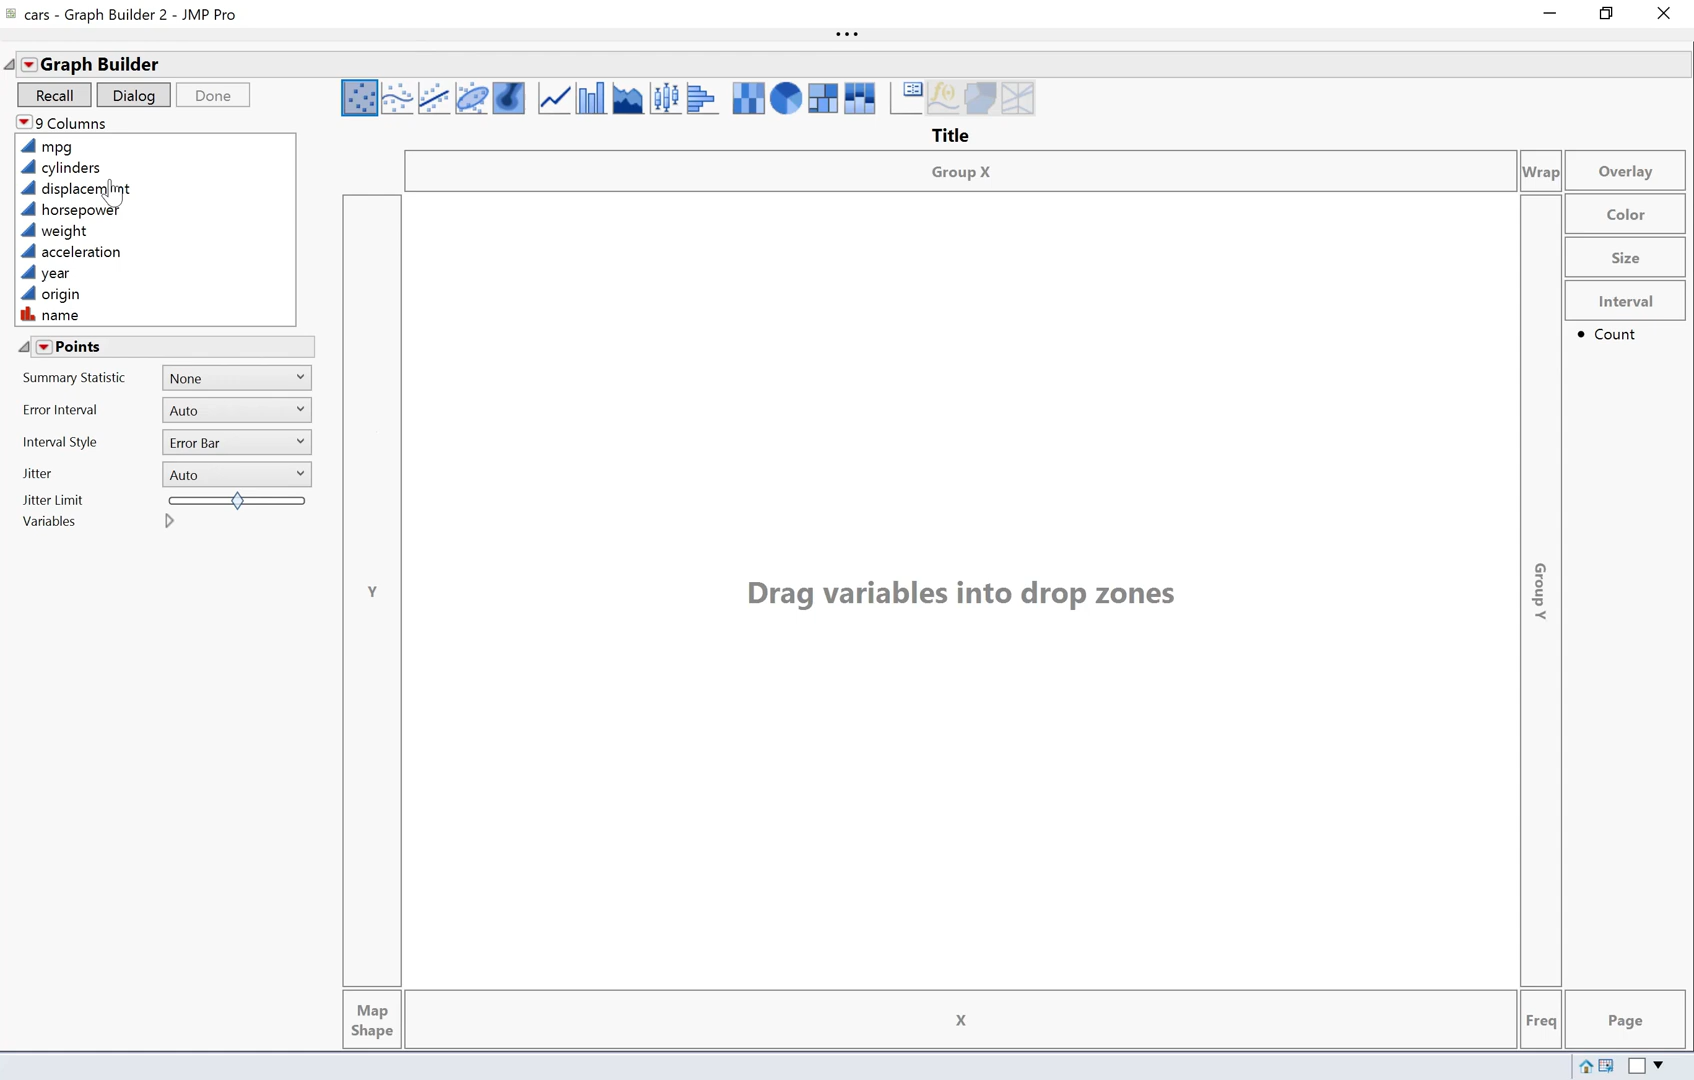 cars - Graph Builder 2 - JMP Pro
Graph Builder
Recall Dialog Done
9 Columns
mpg
cylinders
displacement
horsepower
weight
acceleration
year
origin
name
Points
Summary Statistic None
Error Interval Auto
Interval Style Error Bar
Jitter Auto
Jitter Limit
Variables
Title
Group X
Wrap
Overlay
Color
Size
Interval
Count
Y
Drag variables into drop zones
Group Y
Map
Shape
X
Freq
Page